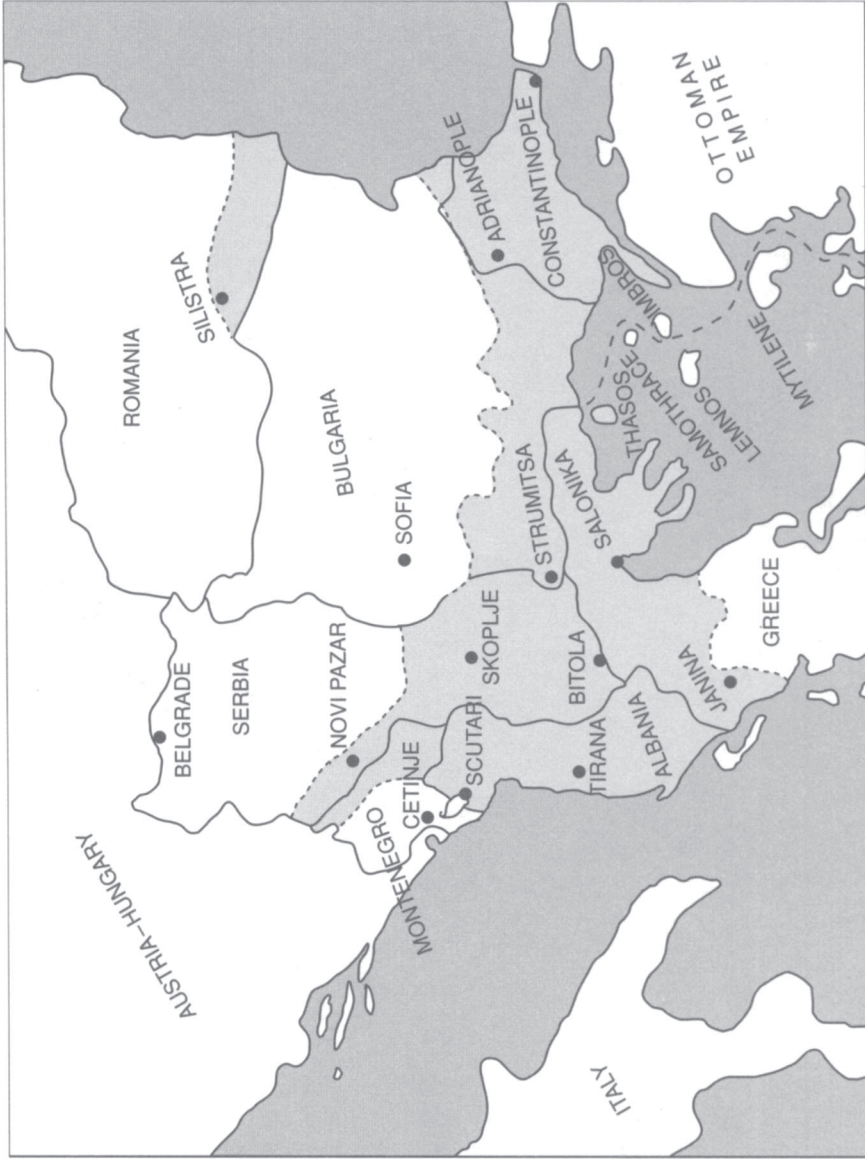 AUSTRIA–HUNGARY
ROMANIA
SILISTRA
BELGRADE
SERBIA
BULGARIA
NOVI PAZAR
SOFIA
MONTENEGRO
CETINJE
SCUTARI
SKOPLJE
ADRIANOPLE
CONSTANTINOPLE
STRUMITSA
SALONIKA
BITOLA
TIRANA
ALBANIA
JANINA
THASOS
SAMOTHRACE
IMBROS
LEMNOS
MYTILENE
OTTOMAN
EMPIRE
GREECE
ITALY